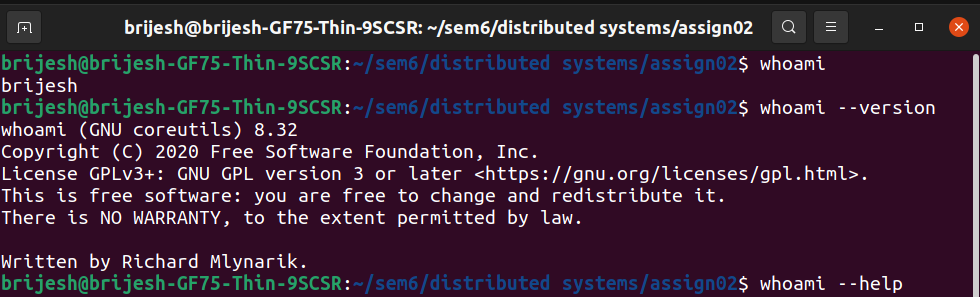 brijesh@brijesh-GF75-Thin-9SCSR: ~/sem6/distributed systems/assign02
brijesh@brijesh-GF75-Thin-9SCSR:~/sem6/distributed systems/assign02$ whoami
brijesh
brijesh@brijesh-GF75-Thin-9SCSR:~/sem6/distributed systems/assign02$ whoami --version
whoami (GNU coreutils) 8.32
Copyright (C) 2020 Free Software Foundation, Inc.
License GPLv3+: GNU GPL version 3 or later <https://gnu.org/licenses/gpl.html>.
This is free software: you are free to change and redistribute it.
There is NO WARRANTY, to the extent permitted by law.

Written by Richard Mlynarik.
brijesh@brijesh-GF75-Thin-9SCSR:~/sem6/distributed systems/assign02$ whoami --help